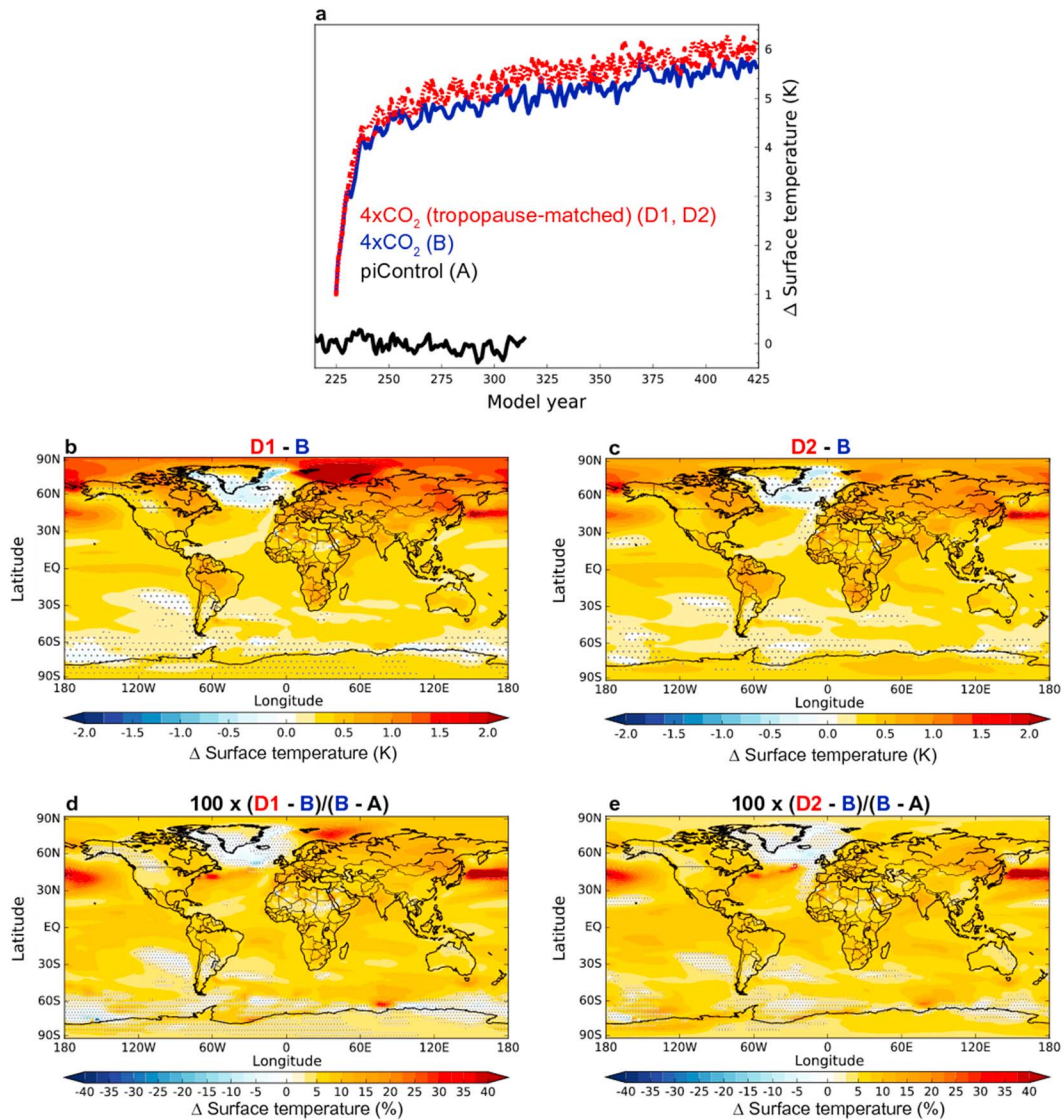 a
6
5
4
3
2
1
0
Δ Surface temperature (K)
4xCO₂ (tropopause-matched) (D1, D2)
4xCO₂ (B)
piControl (A)
225 250 275 300 325 350 375 400 425
Model year
b D1 - B
90N
60N
30N
EQ
30S
60S
90S
Latitude
180 120W 60W 0 60E 120E 180
Longitude
-2.0 -1.5 -1.0 -0.5 0.0 0.5 1.0 1.5 2.0
Δ Surface temperature (K)
c D2 - B
90N
60N
30N
EQ
30S
60S
90S
Latitude
180 120W 60W 0 60E 120E 180
Longitude
-2.0 -1.5 -1.0 -0.5 0.0 0.5 1.0 1.5 2.0
Δ Surface temperature (K)
d 100 x (D1 - B)/(B - A)
90N
60N
30N
EQ
30S
60S
90S
Latitude
180 120W 60W 0 60E 120E 180
Longitude
-40 -35 -30 -25 -20 -15 -10 -5 0 5 10 15 20 25 30 35 40
Δ Surface temperature (%)
e 100 x (D2 - B)/(B - A)
90N
60N
30N
EQ
30S
60S
90S
Latitude
180 120W 60W 0 60E 120E 180
Longitude
-40 -35 -30 -25 -20 -15 -10 -5 0 5 10 15 20 25 30 35 40
Δ Surface temperature (%)